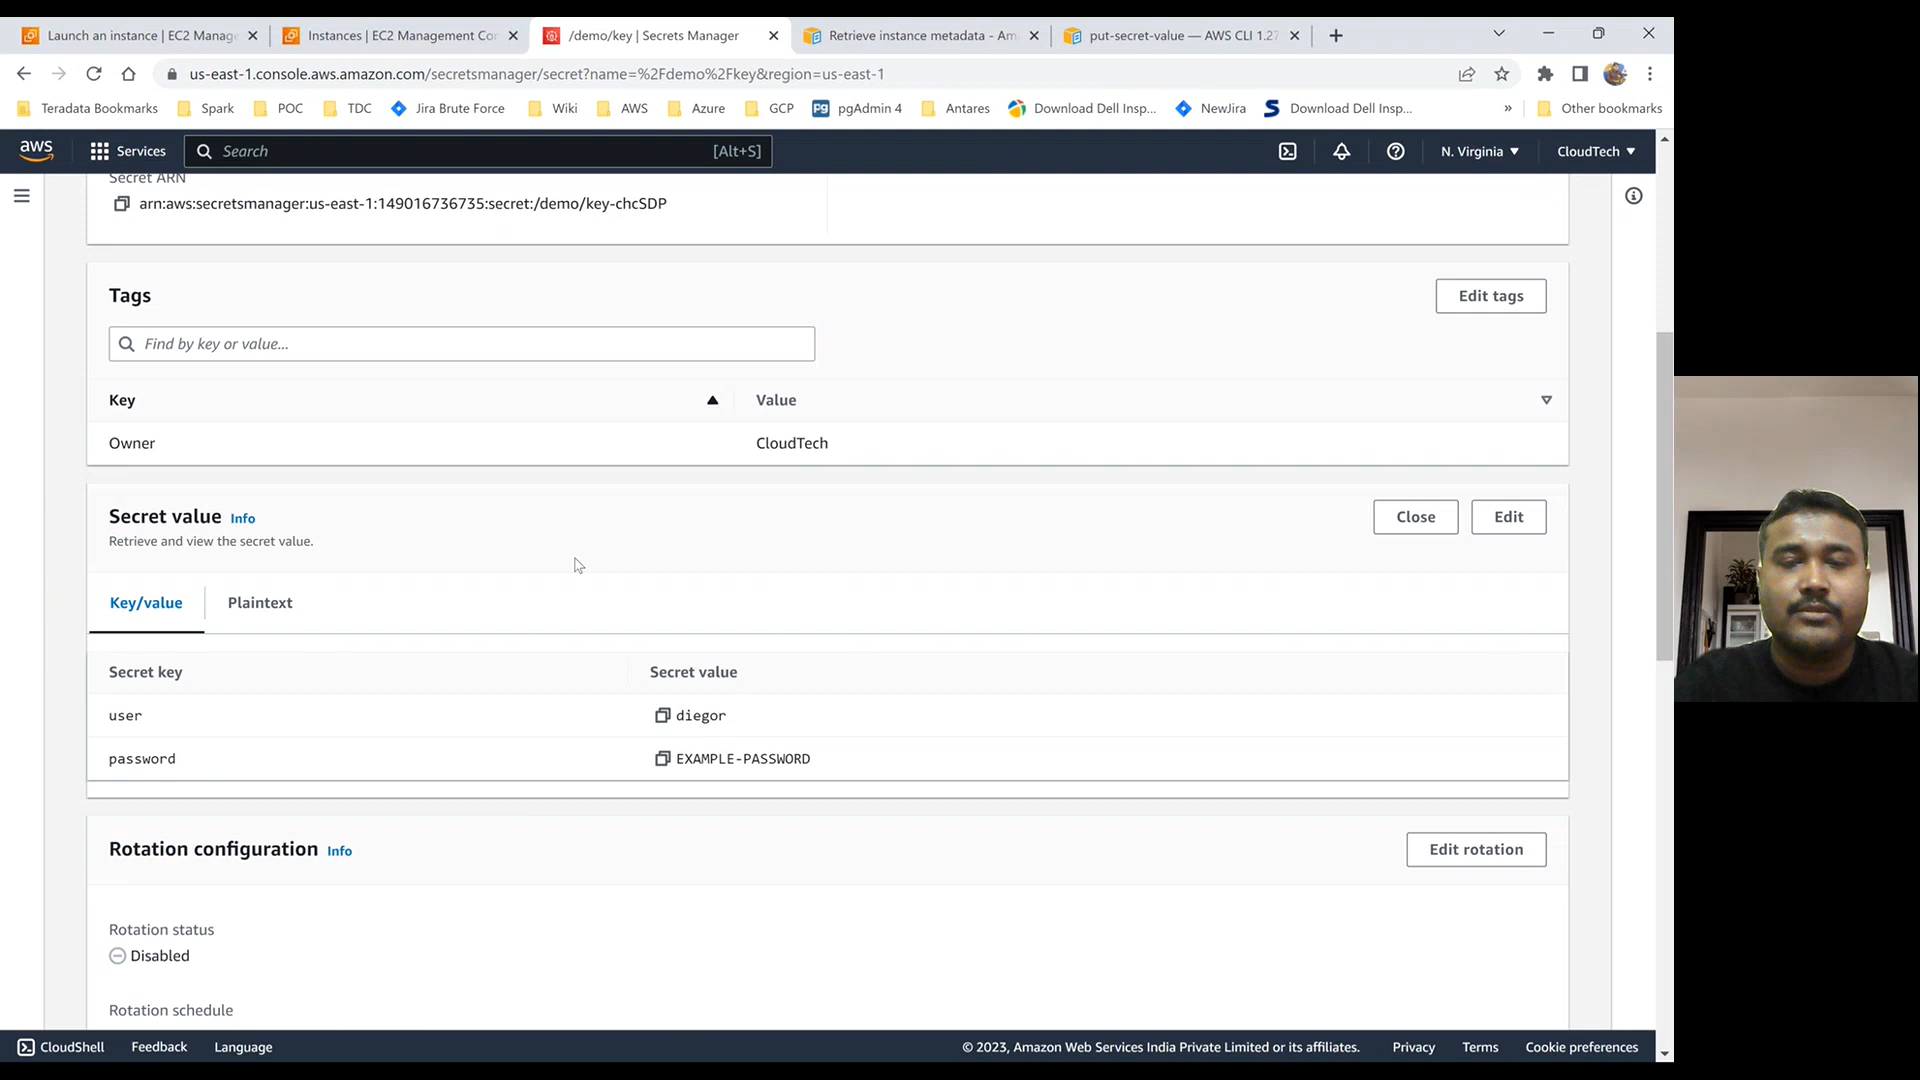 Launch an instance | EC2 Manage
Instances | EC2 Management Con
/demo/key | Secrets Manager
Retrieve instance metadata - Am
put-secret-value — AWS CLI 1.27
us-east-1.console.aws.amazon.com/secretsmanager/secret?name=%2Fdemo%2Fkey&region=us-east-1
Teradata Bookmarks Spark POC TDC Jira Brute Force Wiki AWS Azure GCP pgAdmin 4 Antares Download Dell Insp... NewJira Download Dell Insp... » Other bookmarks
aws Services Search [Alt+S] N. Virginia CloudTech
Secret ARN
arn:aws:secretsmanager:us-east-1:149016736735:secret:/demo/key-chcSDP
Tags
Edit tags
Find by key or value...
Key Value
Owner CloudTech
Secret value Info
Close Edit
Retrieve and view the secret value.
Key/value Plaintext
Secret key Secret value
user diegor
password EXAMPLE-PASSWORD
Rotation configuration Info
Edit rotation
Rotation status
Disabled
Rotation schedule
CloudShell Feedback Language © 2023, Amazon Web Services India Private Limited or its affiliates. Privacy Terms Cookie preferences